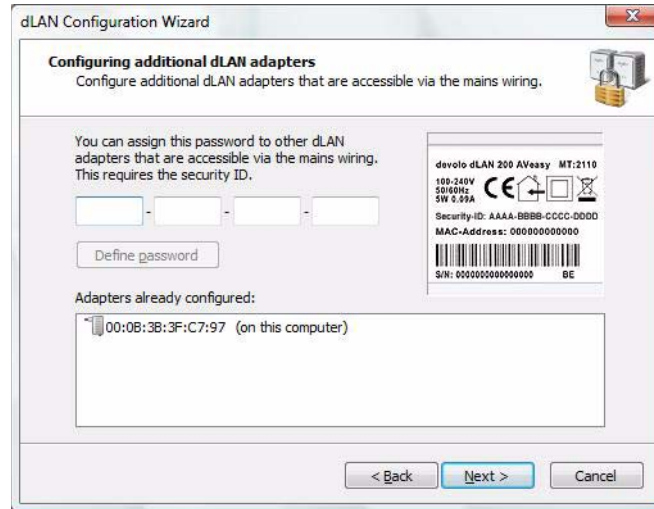 dLAN Configuration Wizard
Configuring additional dLAN adapters
Configure additional dLAN adapters that are accessible via the mains wiring.
You can assign this password to other dLAN
adapters that are accessible via the mains wiring.
This requires the security ID.
- - -
Define password
devolo dLAN 200 AVeasy MT:2110
100-240V
50/60Hz
5W 0.09A
CE
Security-ID: AAAA-BBBB-CCCC-DDDD
MAC-Address: 000000000000
S/N: 0000000000000000 BE
Adapters already configured:
00:0B:3B:3F:C7:97 (on this computer)
< Back Next > Cancel